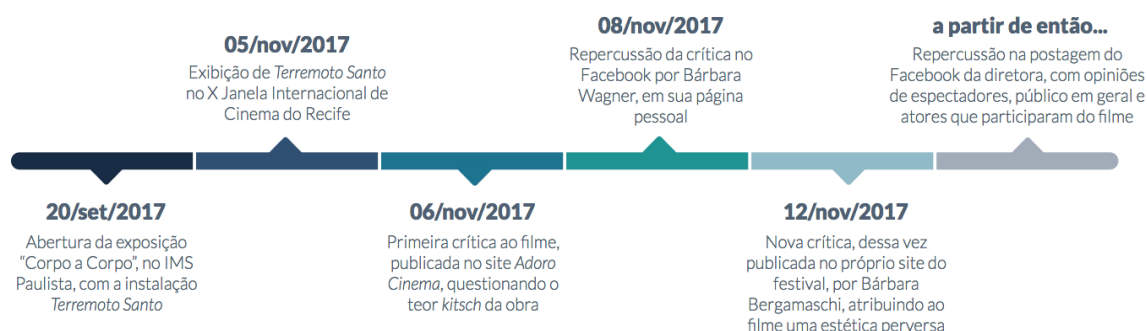 05/nov/2017
Exibição de Terremoto Santo
no X Janela Internacional de
Cinema do Recife
08/nov/2017
Repercussão da crítica no
Facebook por Bárbara
Wagner, em sua página
pessoal
a partir de então...
Repercussão na postagem do
Facebook da diretora, com opiniões
de espectadores, público em geral e
atores que participaram do filme
20/set/2017
Abertura da exposição
“Corpo a Corpo”, no IMS
Paulista, com a instalação
Terremoto Santo
06/nov/2017
Primeira crítica ao filme,
publicada no site Adoro
Cinema, questionando o
teor kitsch da obra
12/nov/2017
Nova crítica, dessa vez
publicada no próprio site do
festival, por Bárbara
Bergamaschi, atribuindo ao
filme uma estética perversa